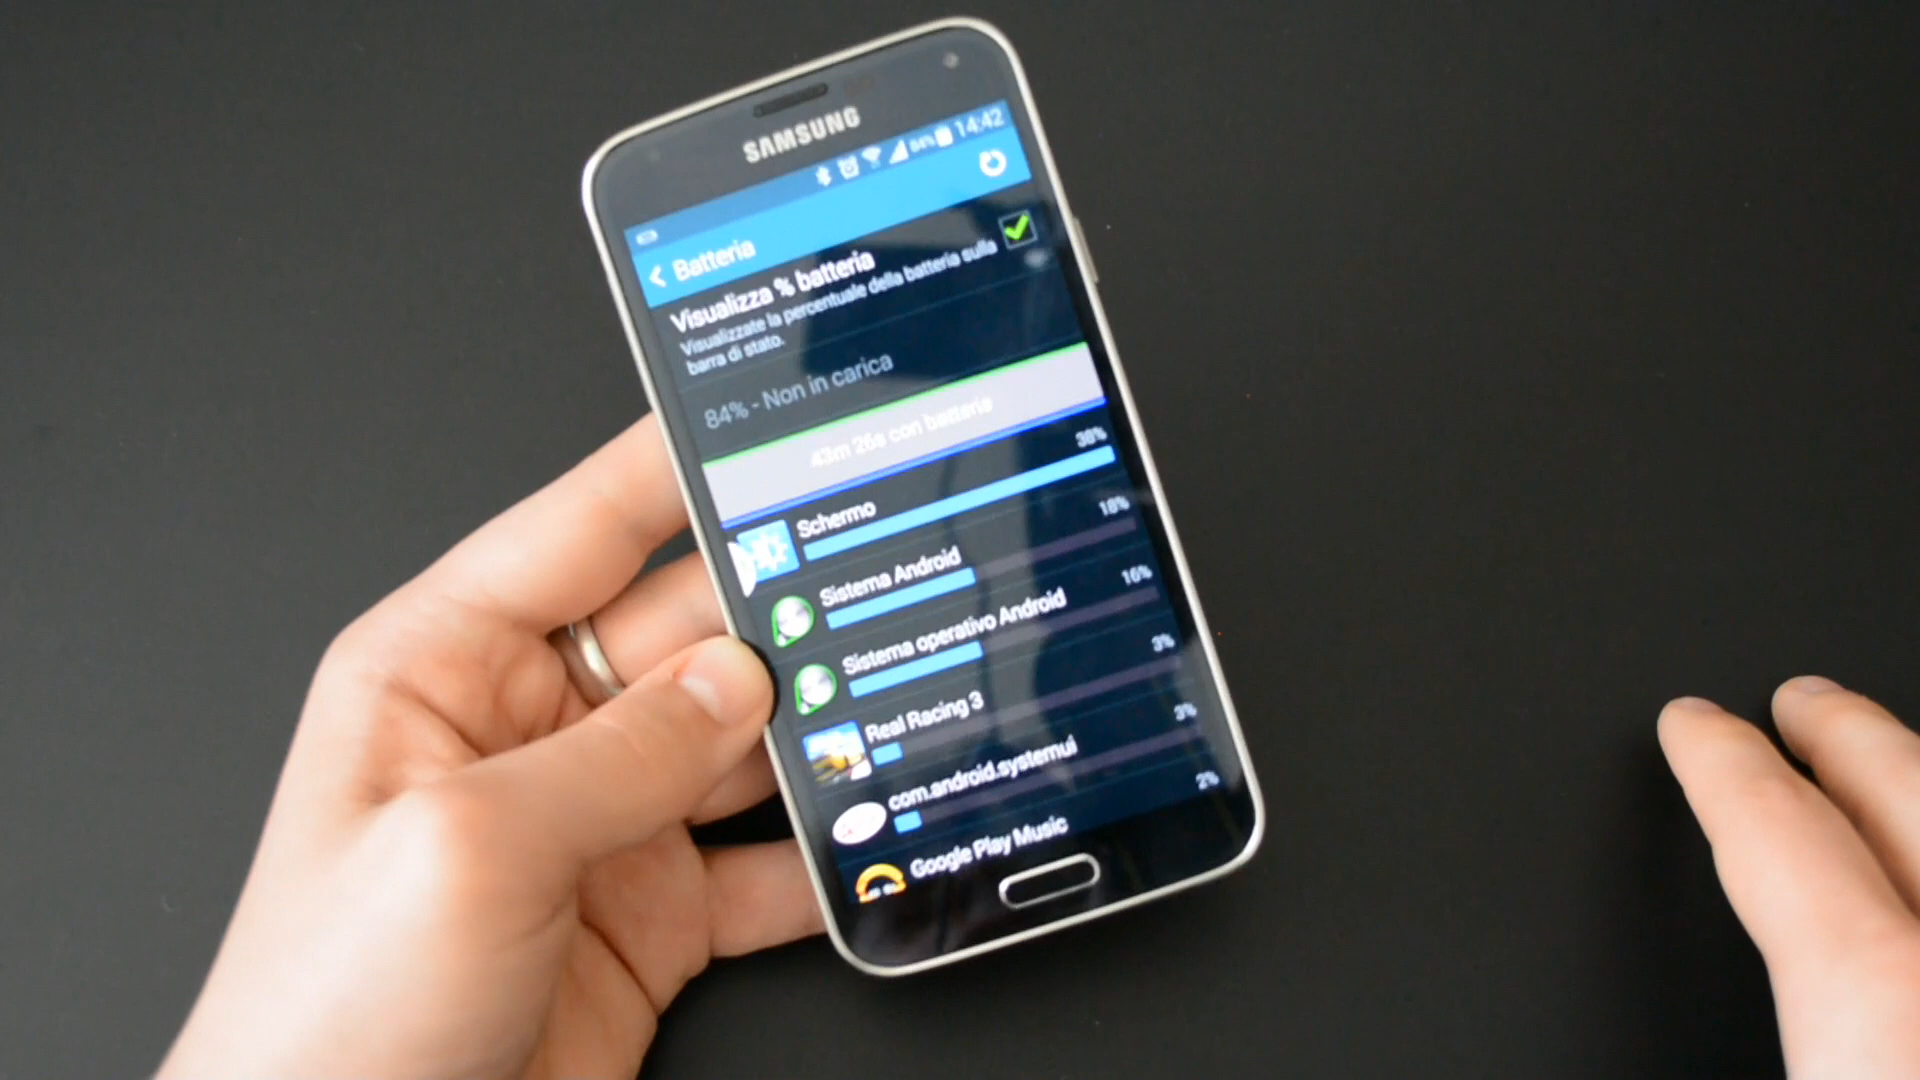 SAMSUNG
84% 14:42
Batteria
Visualizza % batteria
Visualizzate la percentuale della batteria sulla
barra di stato.
84% - Non in carica
43m 26s con batteria
Schermo 38%
Sistema Android 18%
Sistema operativo Android 16%
Real Racing 3 3%
com.android.systemui 3%
Google Play Music 2%